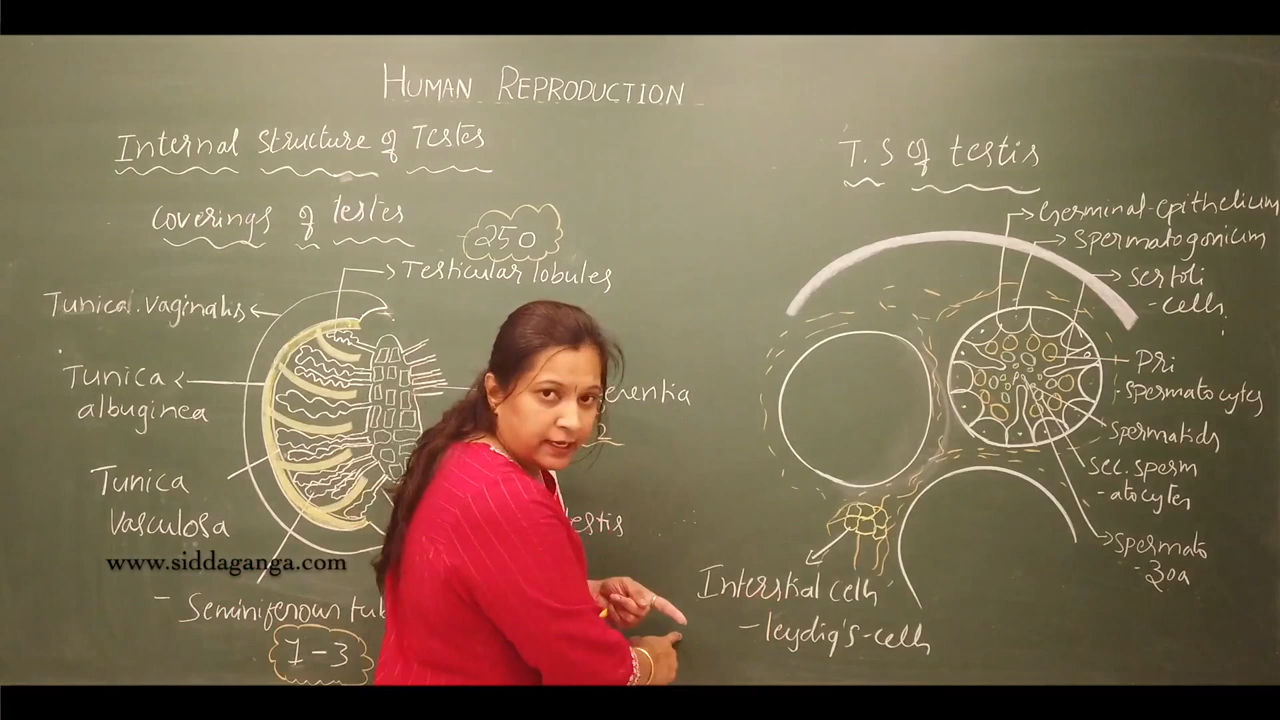 HUMAN REPRODUCTION
Internal structure of Testes
Coverings of testes
250
Testicular lobules
Tunica vaginalis
Tunica
albuginea
Tunica
Vasculosa
www.siddaganga.com
- Seminiferous tub
1-3
erentia
2
estis
T.S of testis
Germinal-epithelium
Spermatogonium
Sertoli
-cells
Pri
spermatocytes
Spermatids
Sec. sperm
-atocytes
Spermato
-zoa
Interstial cells
-leydig's-cells